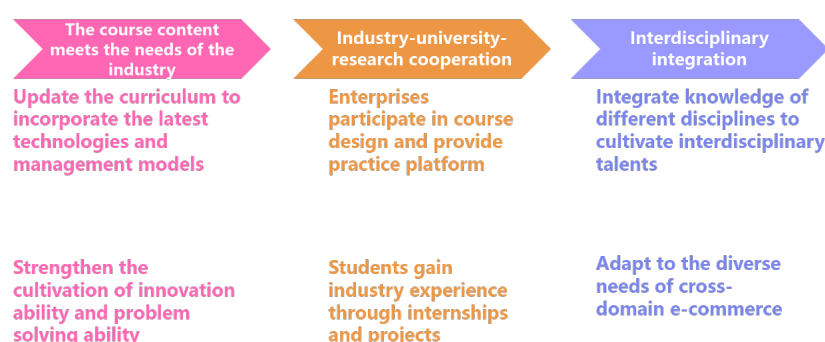 The course content
meets the needs of the
industry
Industry-university-
research cooperation
Interdisciplinary
integration
Update the curriculum to
incorporate the latest
technologies and
management models
Enterprises
participate in course
design and provide
practice platform
Integrate knowledge of
different disciplines to
cultivate interdisciplinary
talents
Strengthen the
cultivation of innovation
ability and problem
solving ability
Students gain
industry experience
through internships
and projects
Adapt to the diverse
needs of cross-
domain e-commerce